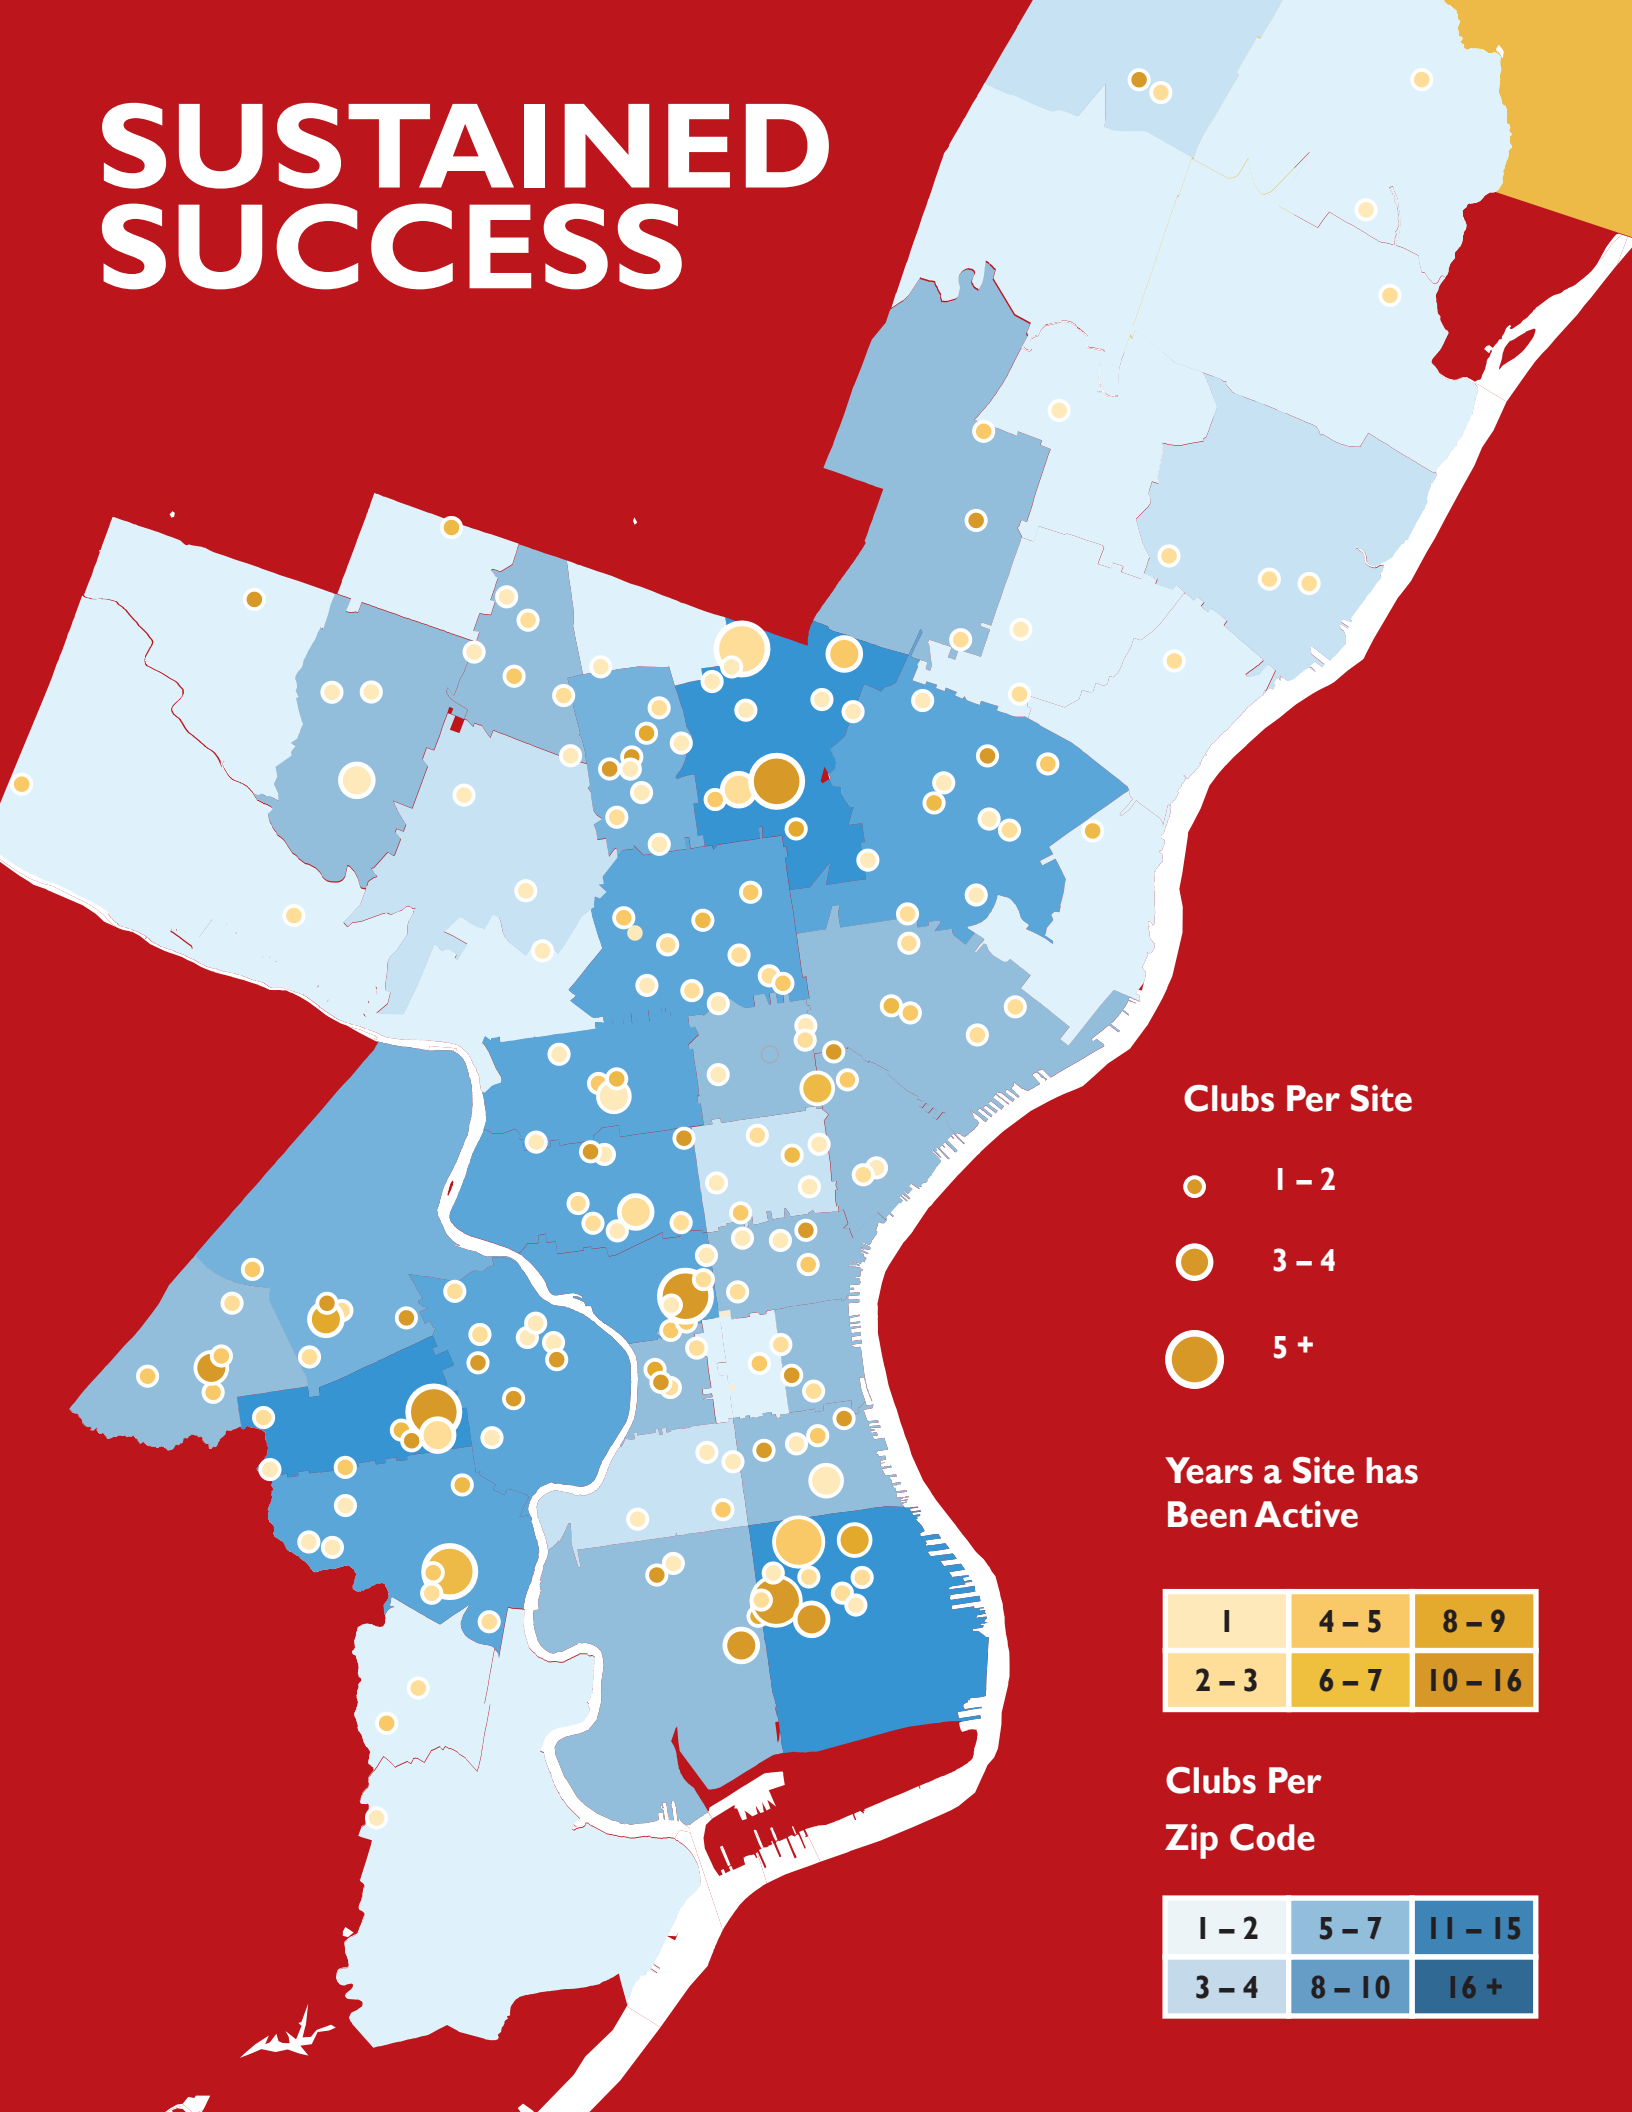 SUSTAINED
SUCCESS
Clubs Per Site
1 – 2
3 – 4
5 +
Years a Site has
Been Active
1 4 – 5 8 – 9
2 – 3 6 – 7 10 – 16
Clubs Per
Zip Code
1 – 2 5 – 7 11 – 15
3 – 4 8 – 10 16 +